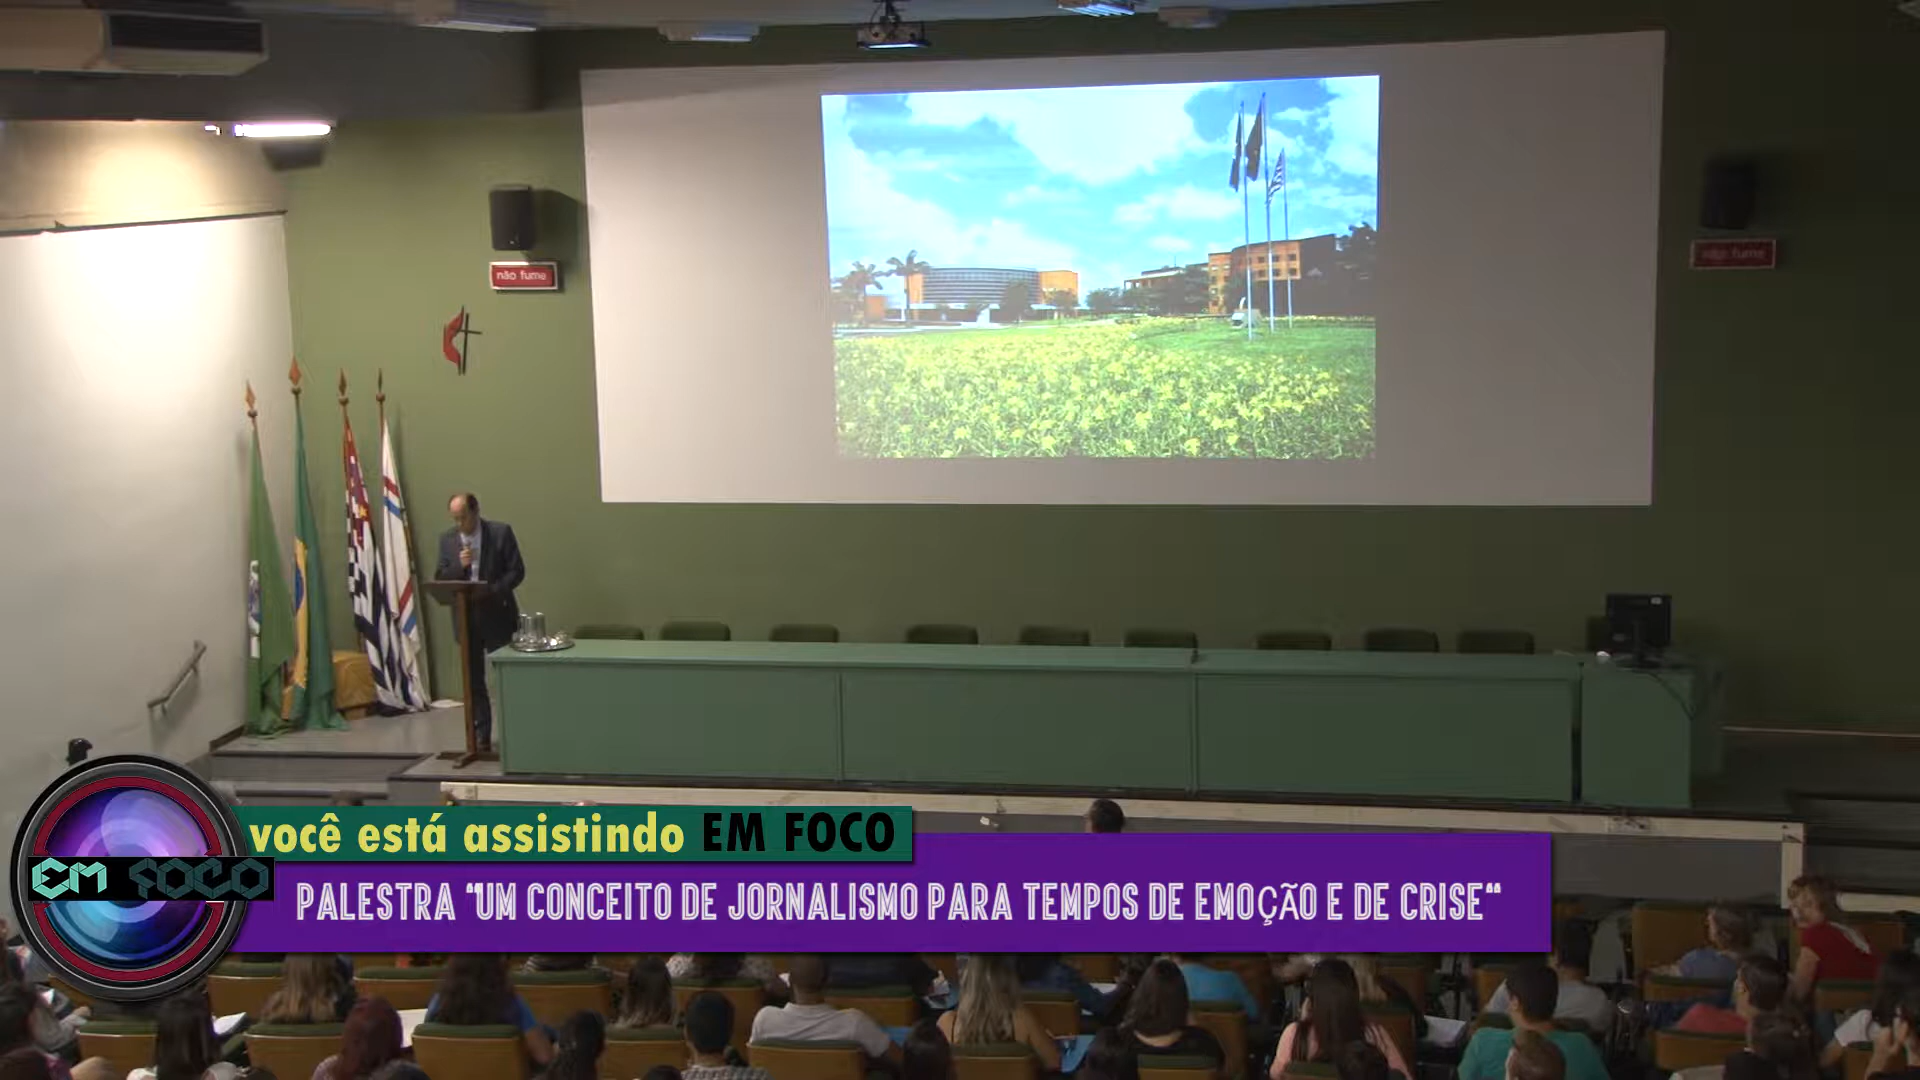 não fume
não fume
você está assistindo EM FOCO
EM FOCO
PALESTRA "UM CONCEITO DE JORNALISMO PARA TEMPOS DE EMOÇÃO E DE CRISE"